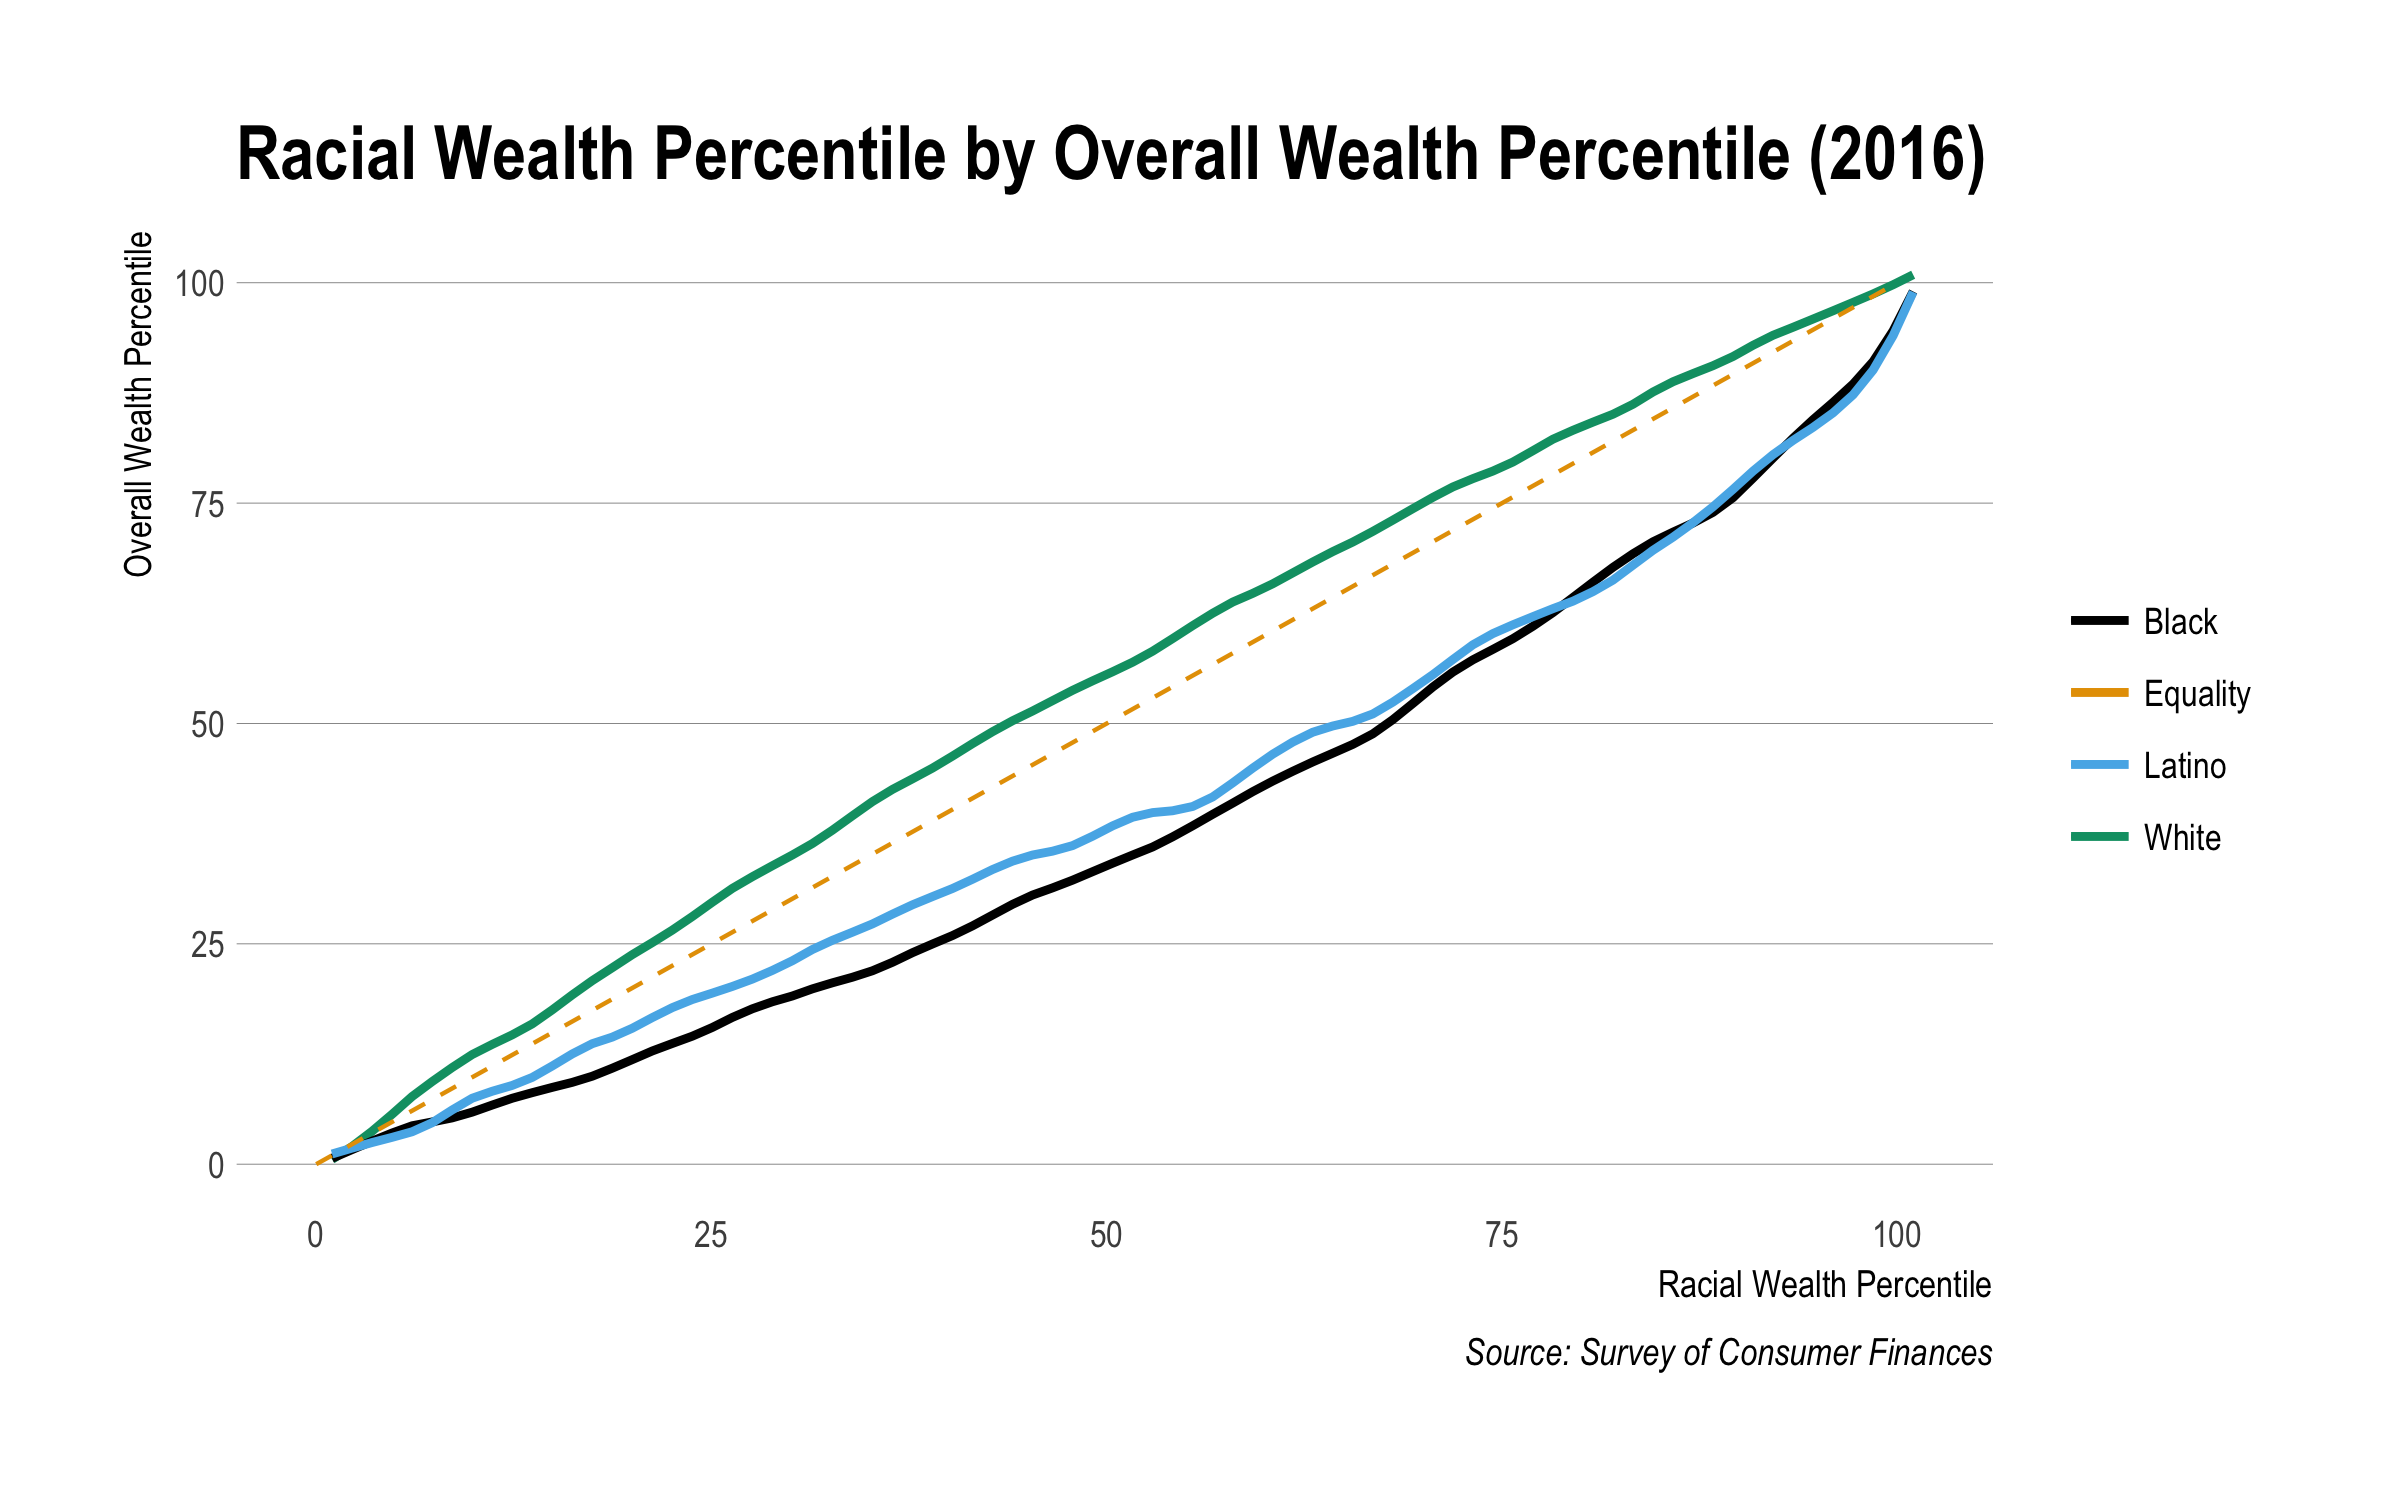 Racial Wealth Percentile by Overall Wealth Percentile (2016)
Overall Wealth Percentile
100
75
50
25
0
0 25 50 75 100
Racial Wealth Percentile
Source: Survey of Consumer Finances
Black
Equality
Latino
White